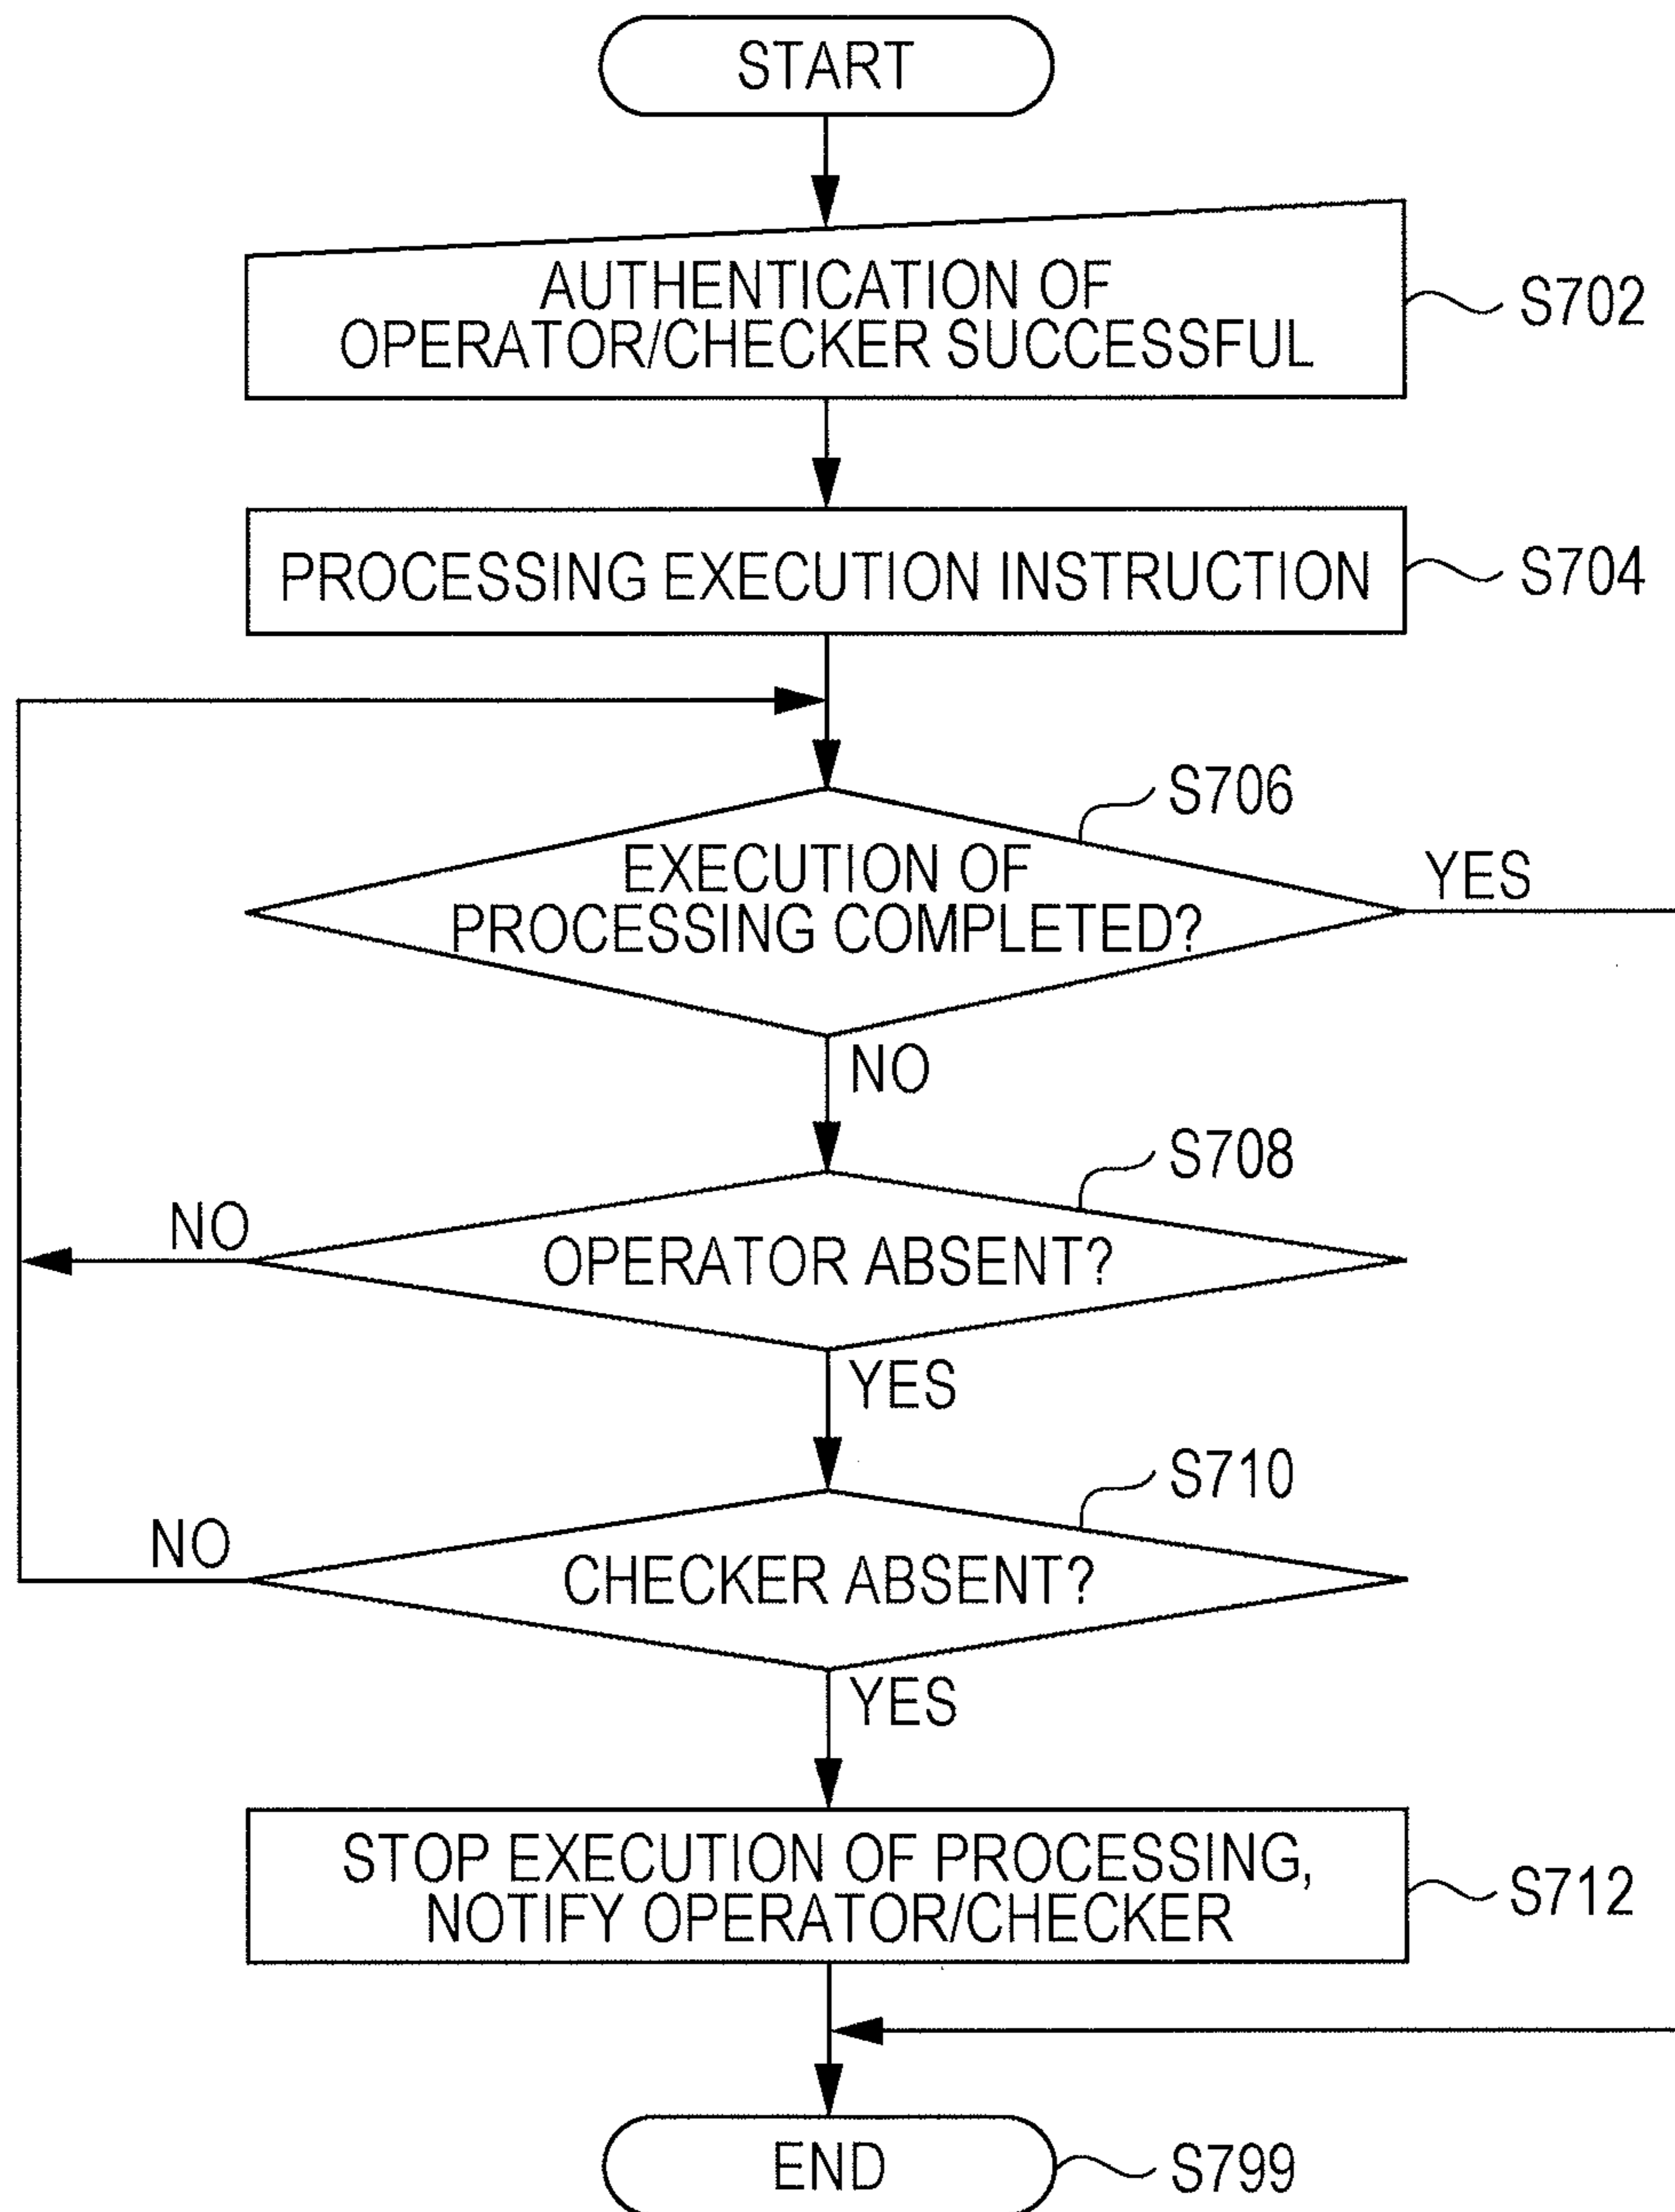 START
AUTHENTICATION OF
OPERATOR/CHECKER SUCCESSFUL
S702
PROCESSING EXECUTION INSTRUCTION
S704
S706
EXECUTION OF
PROCESSING COMPLETED?
YES
NO
S708
NO
OPERATOR ABSENT?
YES
S710
NO
CHECKER ABSENT?
YES
STOP EXECUTION OF PROCESSING,
NOTIFY OPERATOR/CHECKER
S712
END
S799